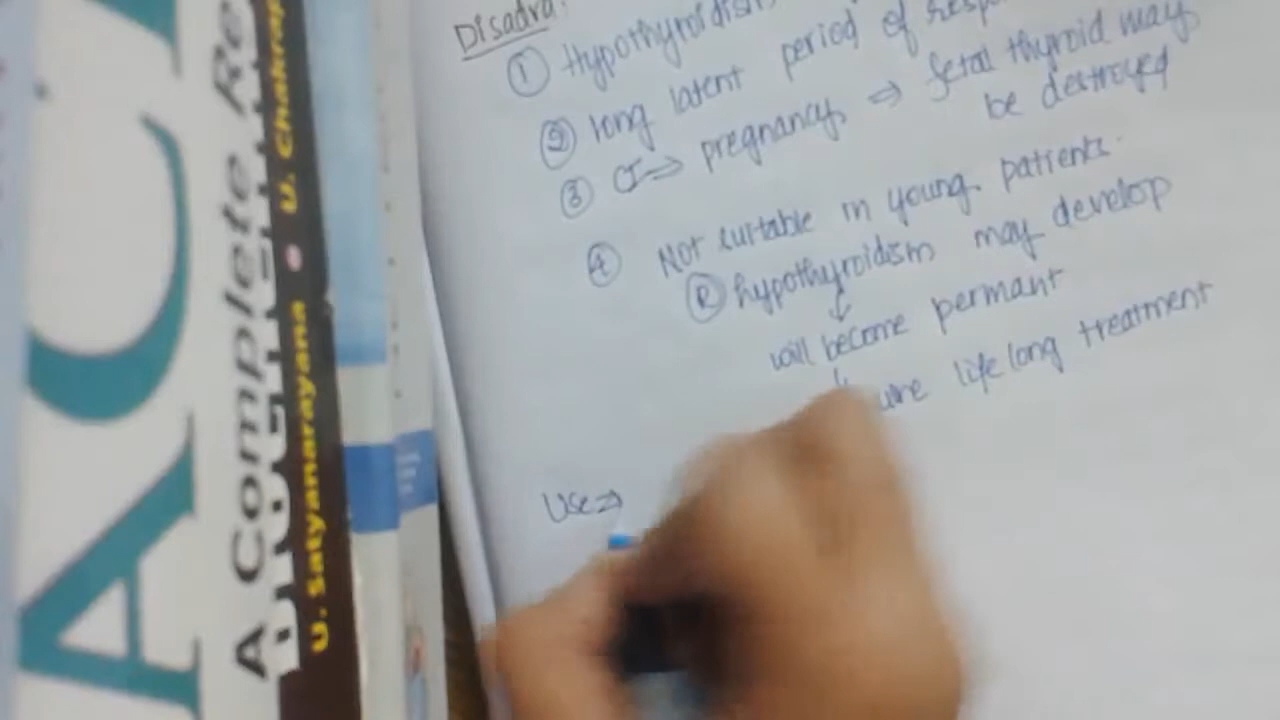 Disadva:
① Hypothyroidism
② long latent period of resp
③ CI⇒ pregnancy ⇒ fetal thyroid may
be destroyed
④ Not suitable in young patients.
Ⓡ hypothyroidism may develop
↓
will become permant
life long treatment
Use⇒
A Complete Re
U. Satyanarayana • U. Chakrap